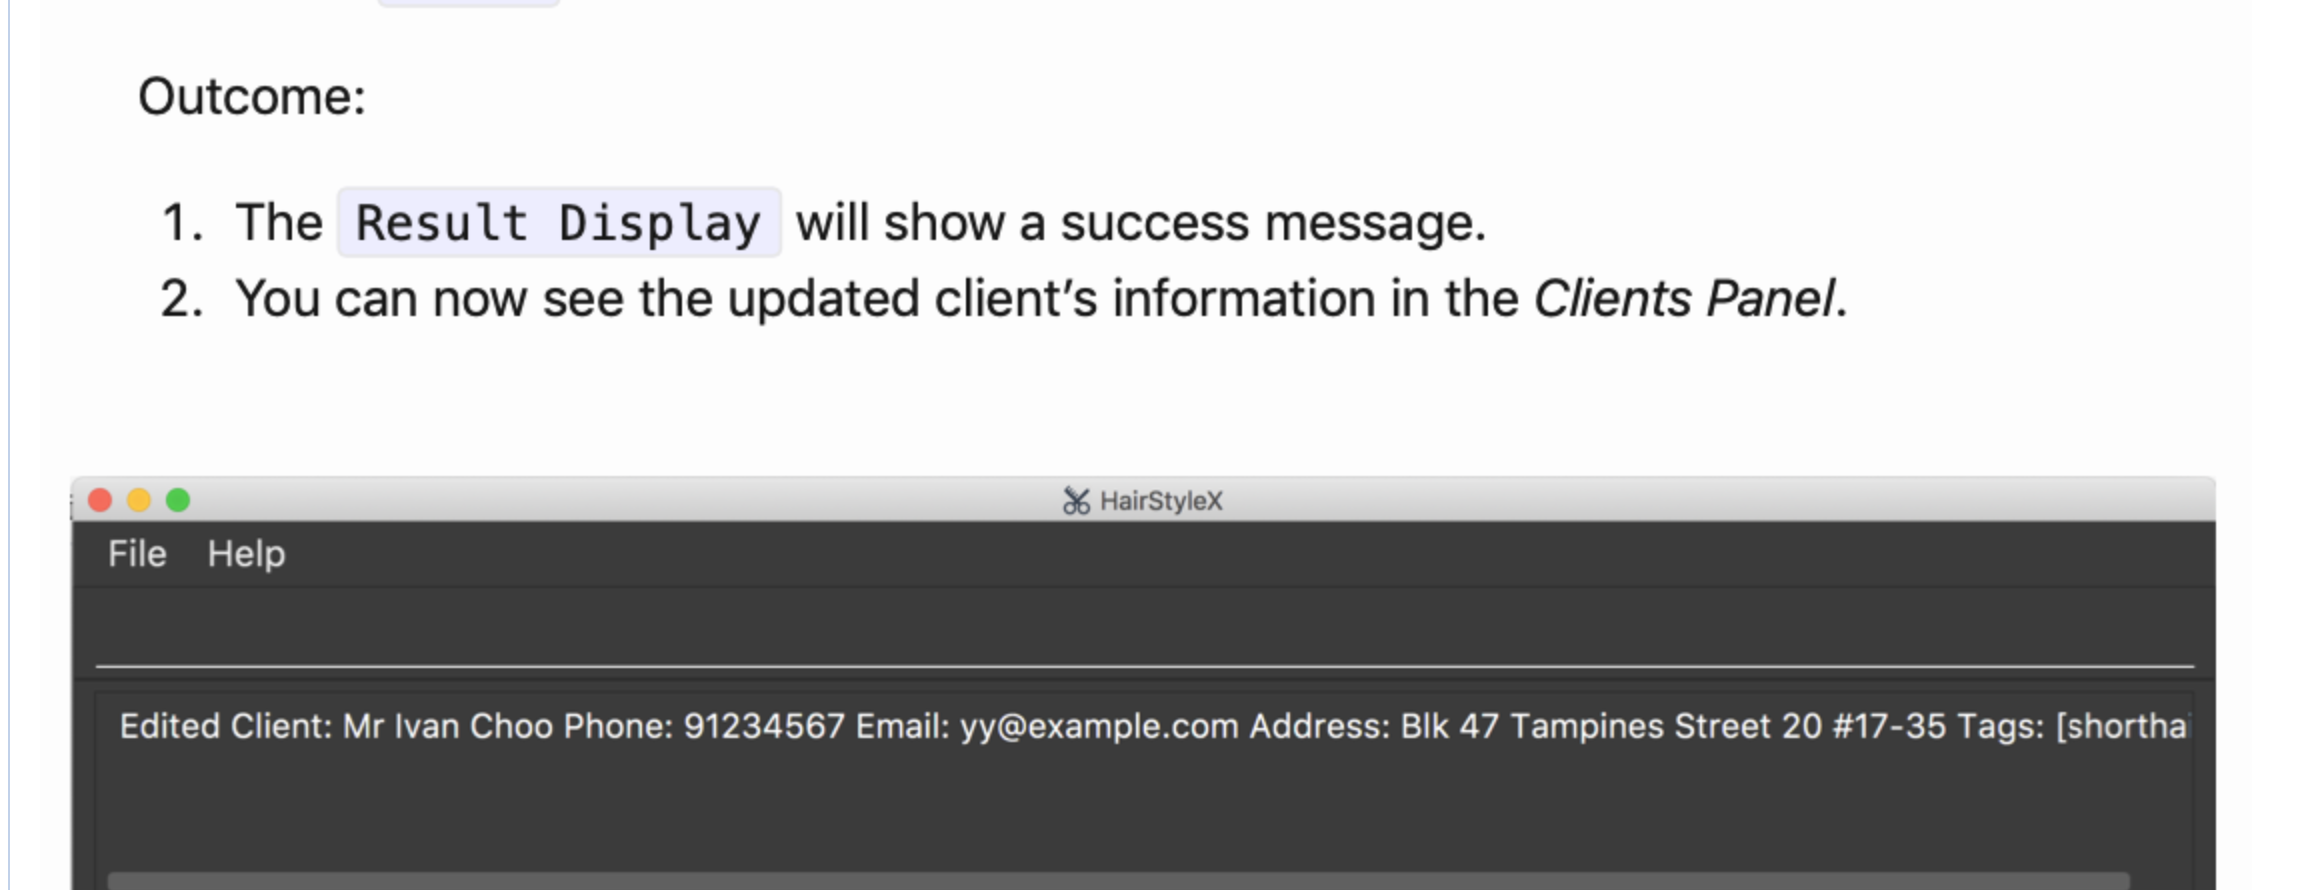 Outcome:
1. The Result Display will show a success message.
2. You can now see the updated client’s information in the Clients Panel.
HairStyleX
File Help
Edited Client: Mr Ivan Choo Phone: 91234567 Email: yy@example.com Address: Blk 47 Tampines Street 20 #17-35 Tags: [shortha